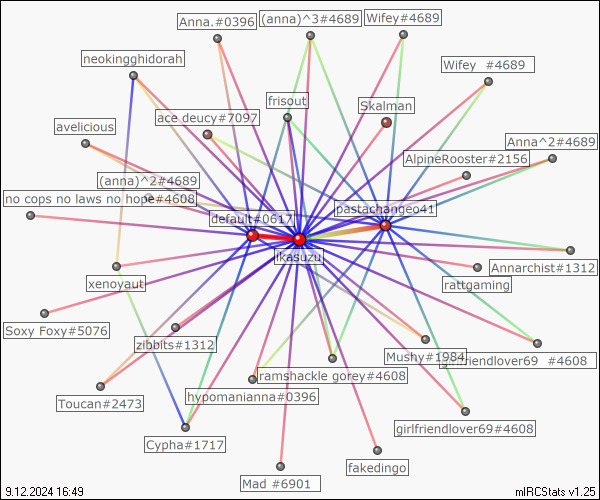 Anna.#0396
(anna)^3#4689
Wifey#4689
neokingghidorah
Wifey #4689
frisout
Skalman
ace deucy#7097
avelicious
Anna^2#4689
AlpineRooster#2156
(anna)^2#4689
no cops no laws no hope#4608
default#0617
pastachangeo41
ikasuzu
Annarchist#1312
xenoyaut
rattgaming
Soxy Foxy#5076
zibbits#1312
Mushy#1984
girlfriendlover69 #4608
ramshackle gorey#4608
hypomanianna#0396
Toucan#2473
girlfriendlover69#4608
Cypha#1717
fakedingo
Mad #6901
9.12.2024 16:49
mIRCStats v1.25